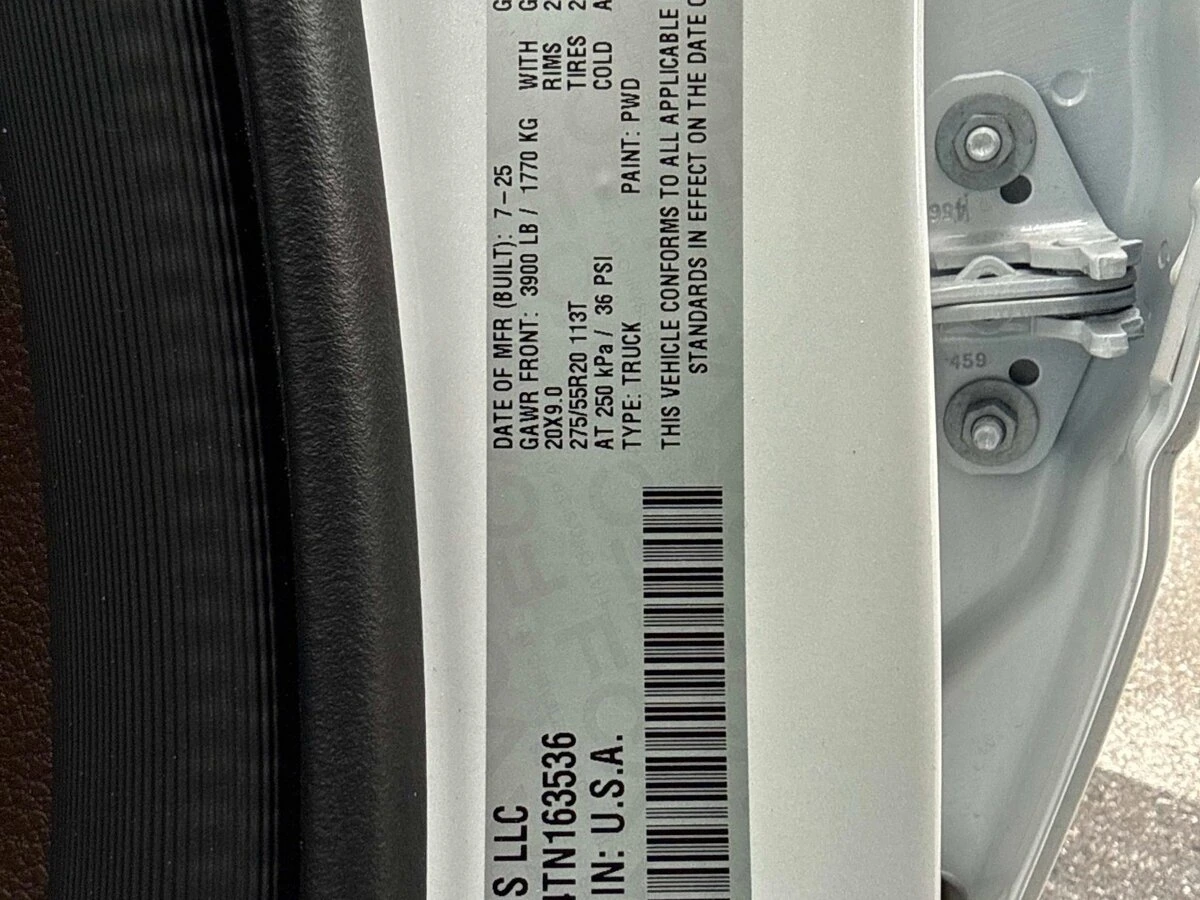 S LLC
4TN163536
IN: U.S.A.
DATE OF MFR (BUILT): 7-25
GAWR FRONT: 3900 LB / 1770 KG WITH
20X9.0 RIMS
275/55R20 113T TIRES
AT 250 kPa / 36 PSI COLD
TYPE: TRUCK PAINT: PWD
THIS VEHICLE CONFORMS TO ALL APPLICABLE
STANDARDS IN EFFECT ON THE DATE
459